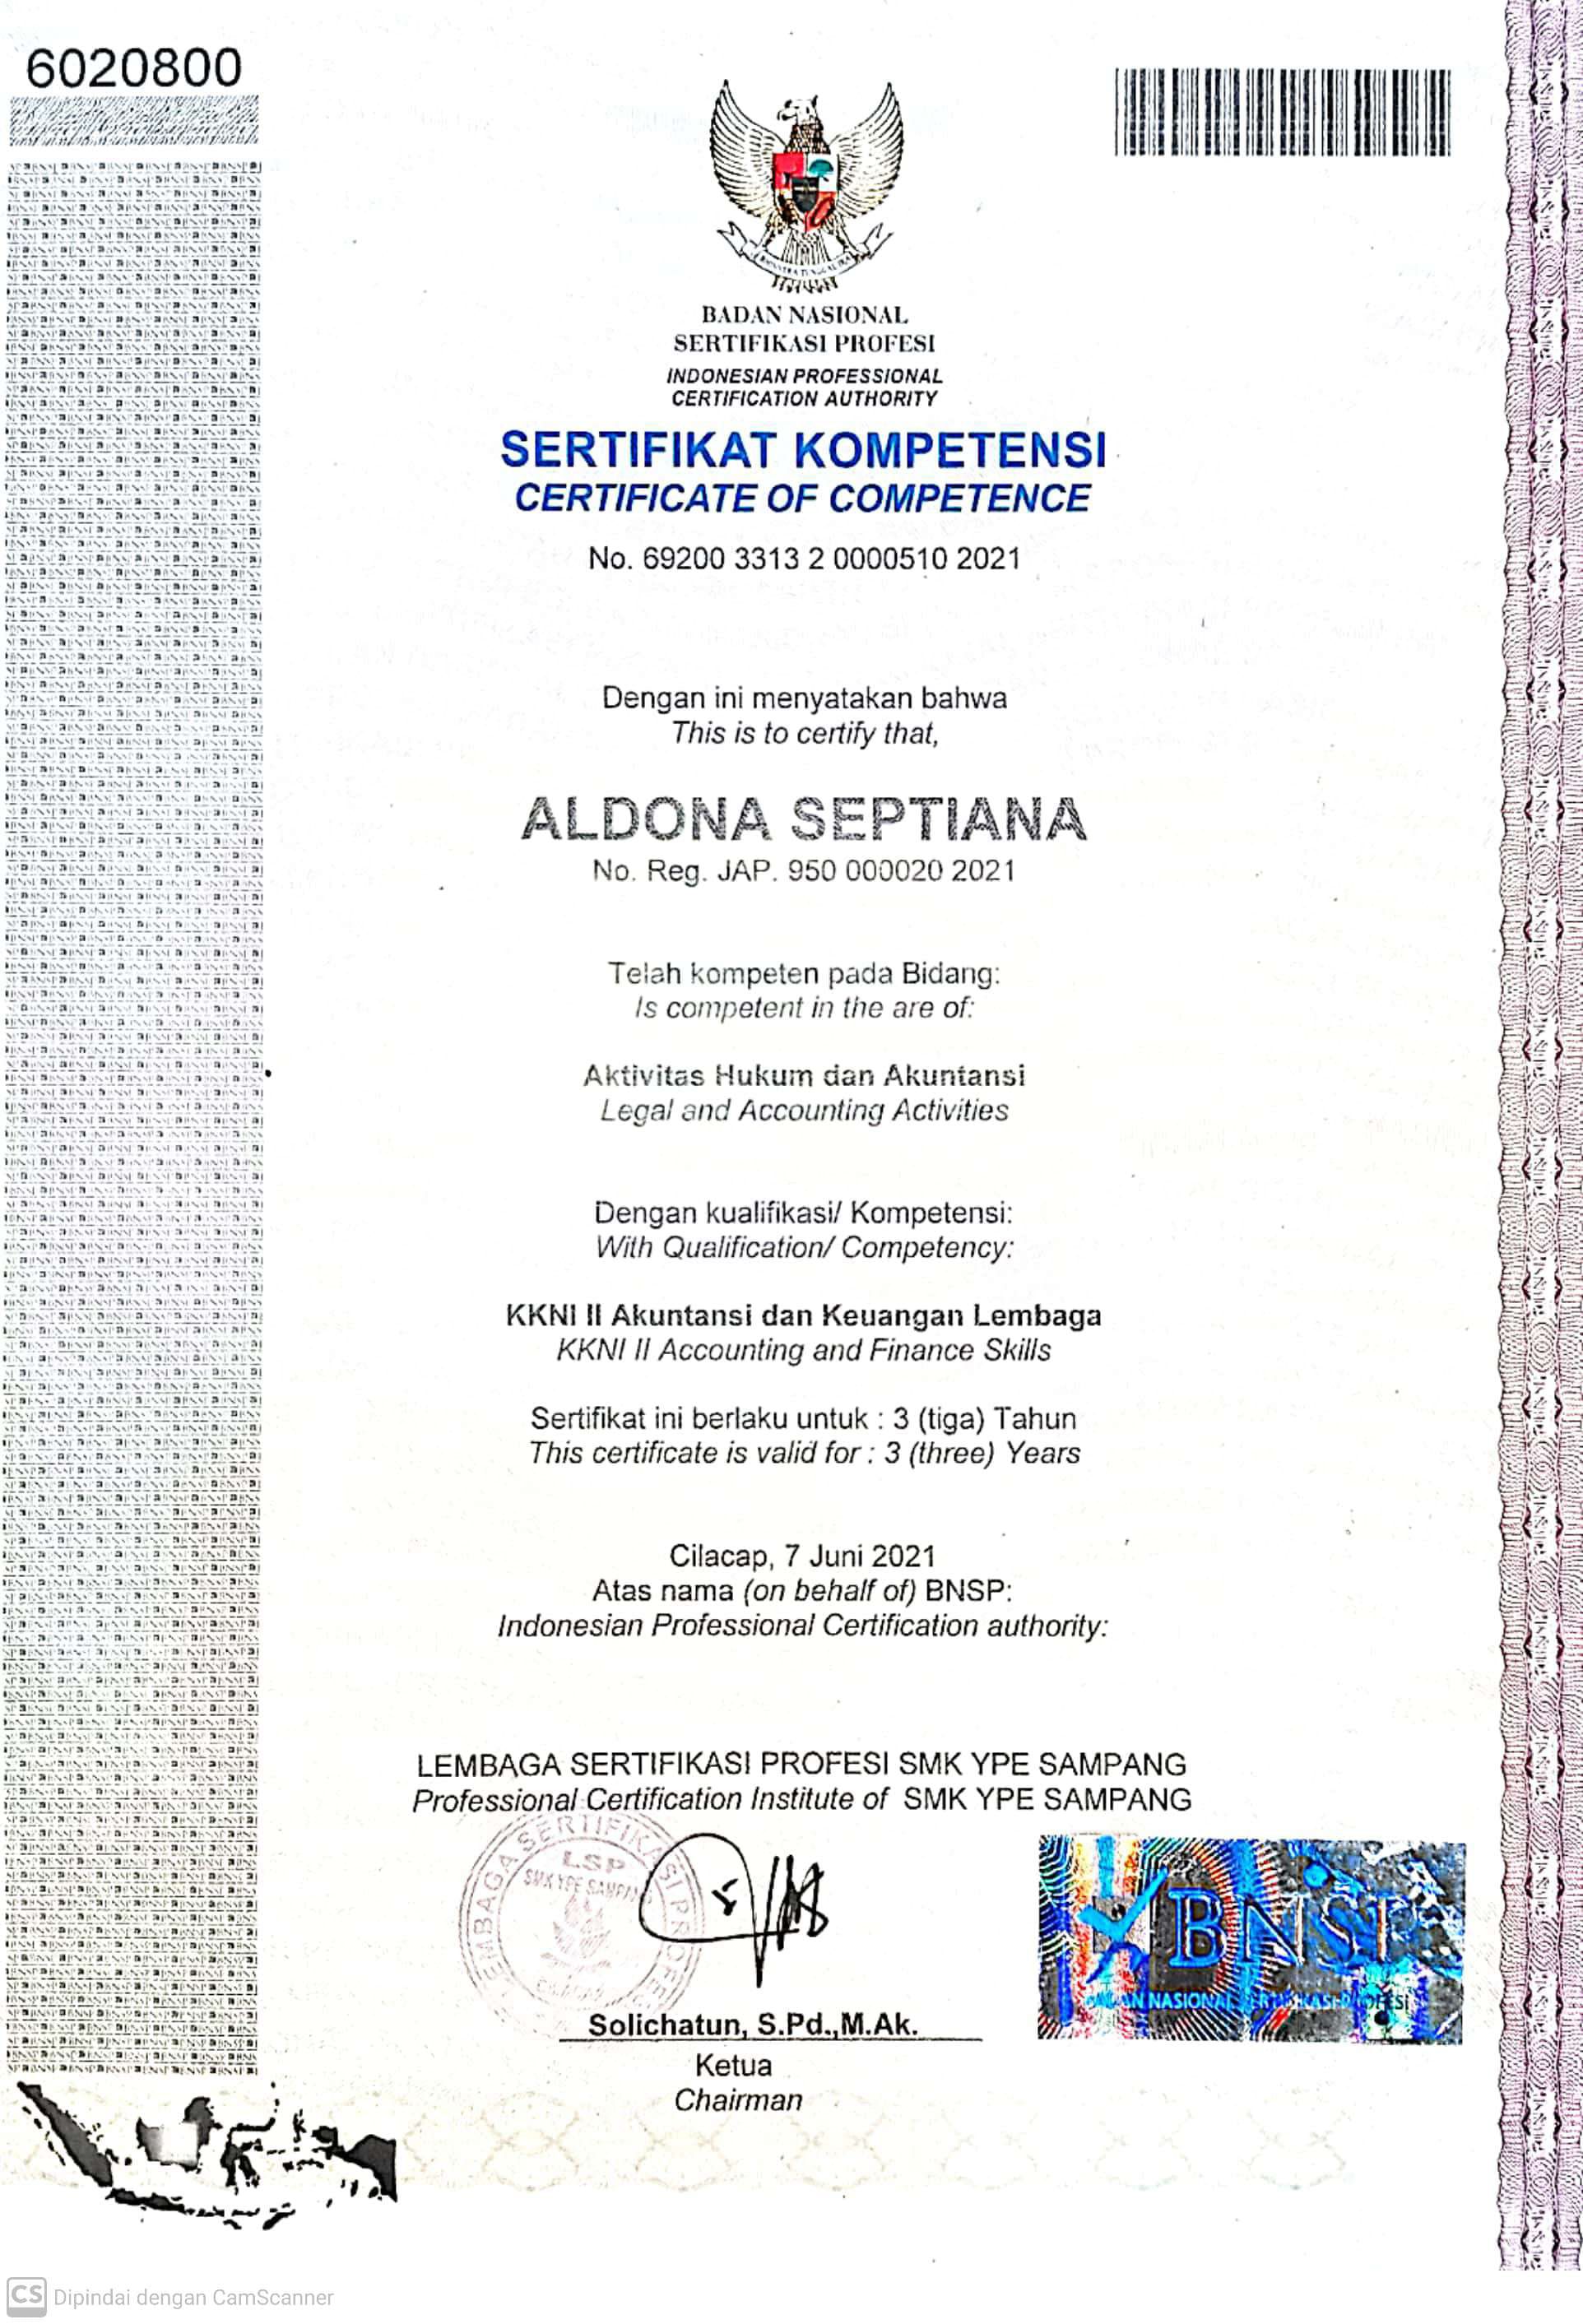 6020800
BADAN NASIONAL
SERTIFIKASI PROFESI
INDONESIAN PROFESSIONAL
CERTIFICATION AUTHORITY
SERTIFIKAT KOMPETENSI
CERTIFICATE OF COMPETENCE
No. 69200 3313 2 0000510 2021
Dengan ini menyatakan bahwa
This is to certify that,
ALDONA SEPTIANA
No. Reg. JAP. 950 000020 2021
Telah kompeten pada Bidang:
Is competent in the are of:
Aktivitas Hukum dan Akuntansi
Legal and Accounting Activities
Dengan kualifikasi/ Kompetensi:
With Qualification/ Competency:
KKNI II Akuntansi dan Keuangan Lembaga
KKNI II Accounting and Finance Skills
Sertifikat ini berlaku untuk : 3 (tiga) Tahun
This certificate is valid for : 3 (three) Years
Cilacap, 7 Juni 2021
Atas nama (on behalf of) BNSP:
Indonesian Professional Certification authority:
LEMBAGA SERTIFIKASI PROFESI SMK YPE SAMPANG
Professional Certification Institute of SMK YPE SAMPANG
LEMBAGA SERTIFIKASI PROFESI
LSP
SMK YPE SAMPANG
BNSP
BADAN NASIONAL SERTIFIKASI PROFESI
Solichatun, S.Pd.,M.Ak.
Ketua
Chairman
CS Dipindai dengan CamScanner